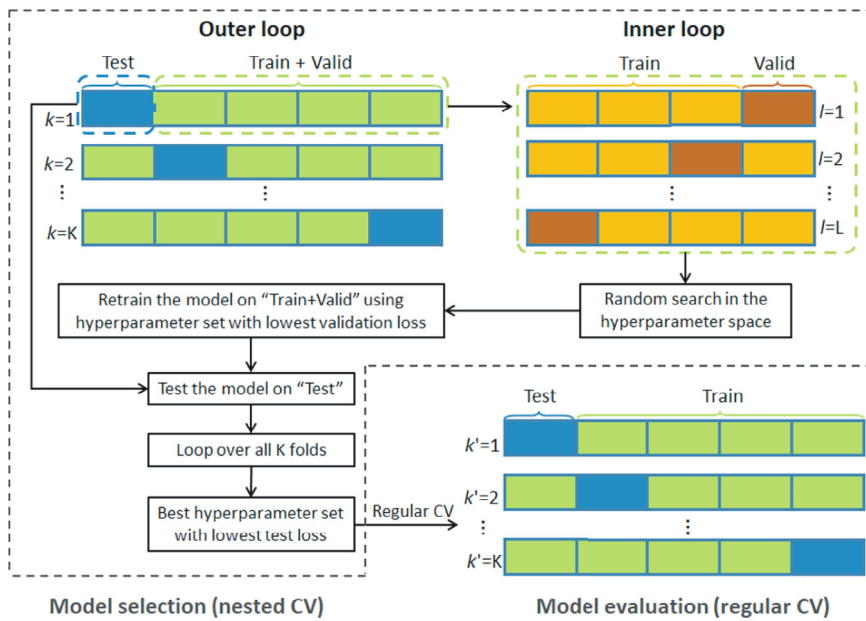 Outer loop
Inner loop
Test
Train + Valid
Train
Valid
k=1
l=1
k=2
l=2
⋮
⋮
⋮
⋮
k=K
l=L
Retrain the model on “Train+Valid” using
hyperparameter set with lowest validation loss
Random search in the
hyperparameter space
Test the model on “Test”
Test
Train
k'=1
Loop over all K folds
k'=2
Best hyperparameter set
with lowest test loss
Regular CV
⋮
⋮
k'=K
Model selection (nested CV)
Model evaluation (regular CV)